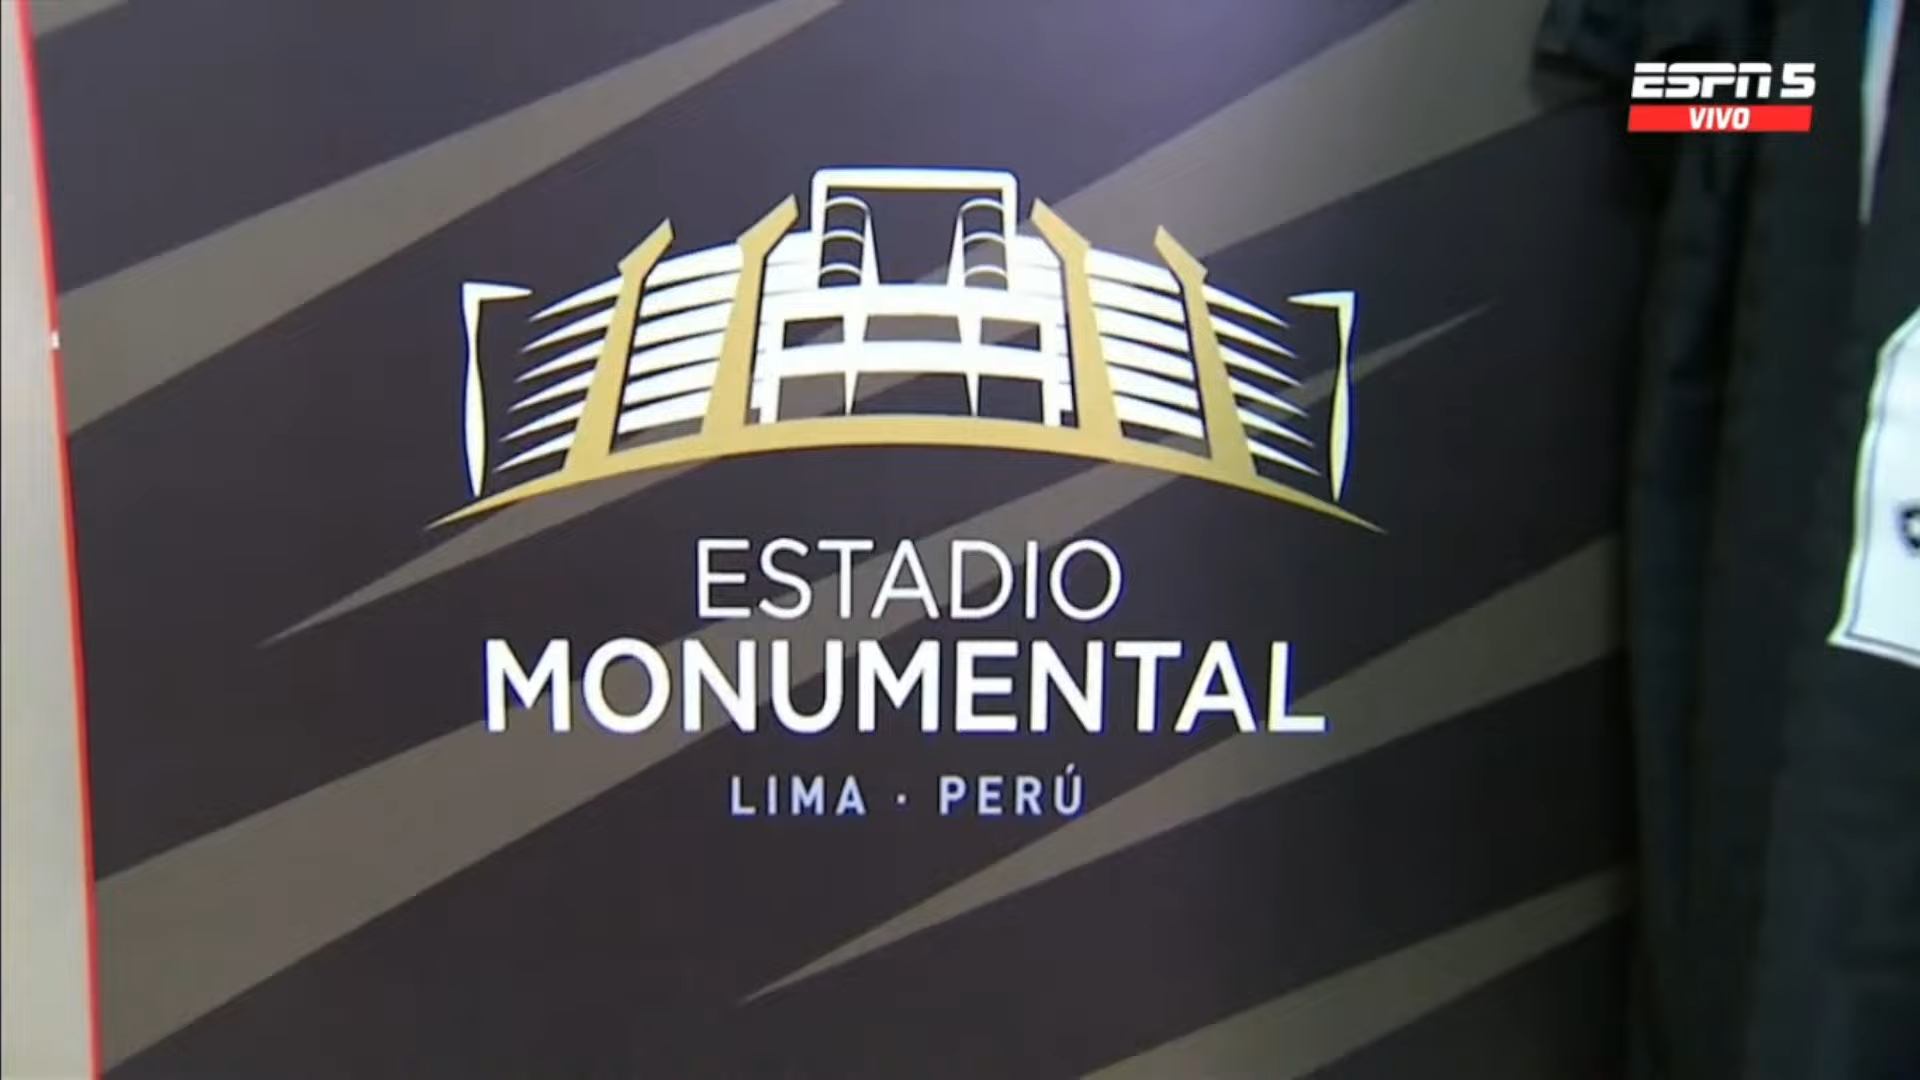 ESPN 5
VIVO
ESTADIO
MONUMENTAL
LIMA · PERÚ